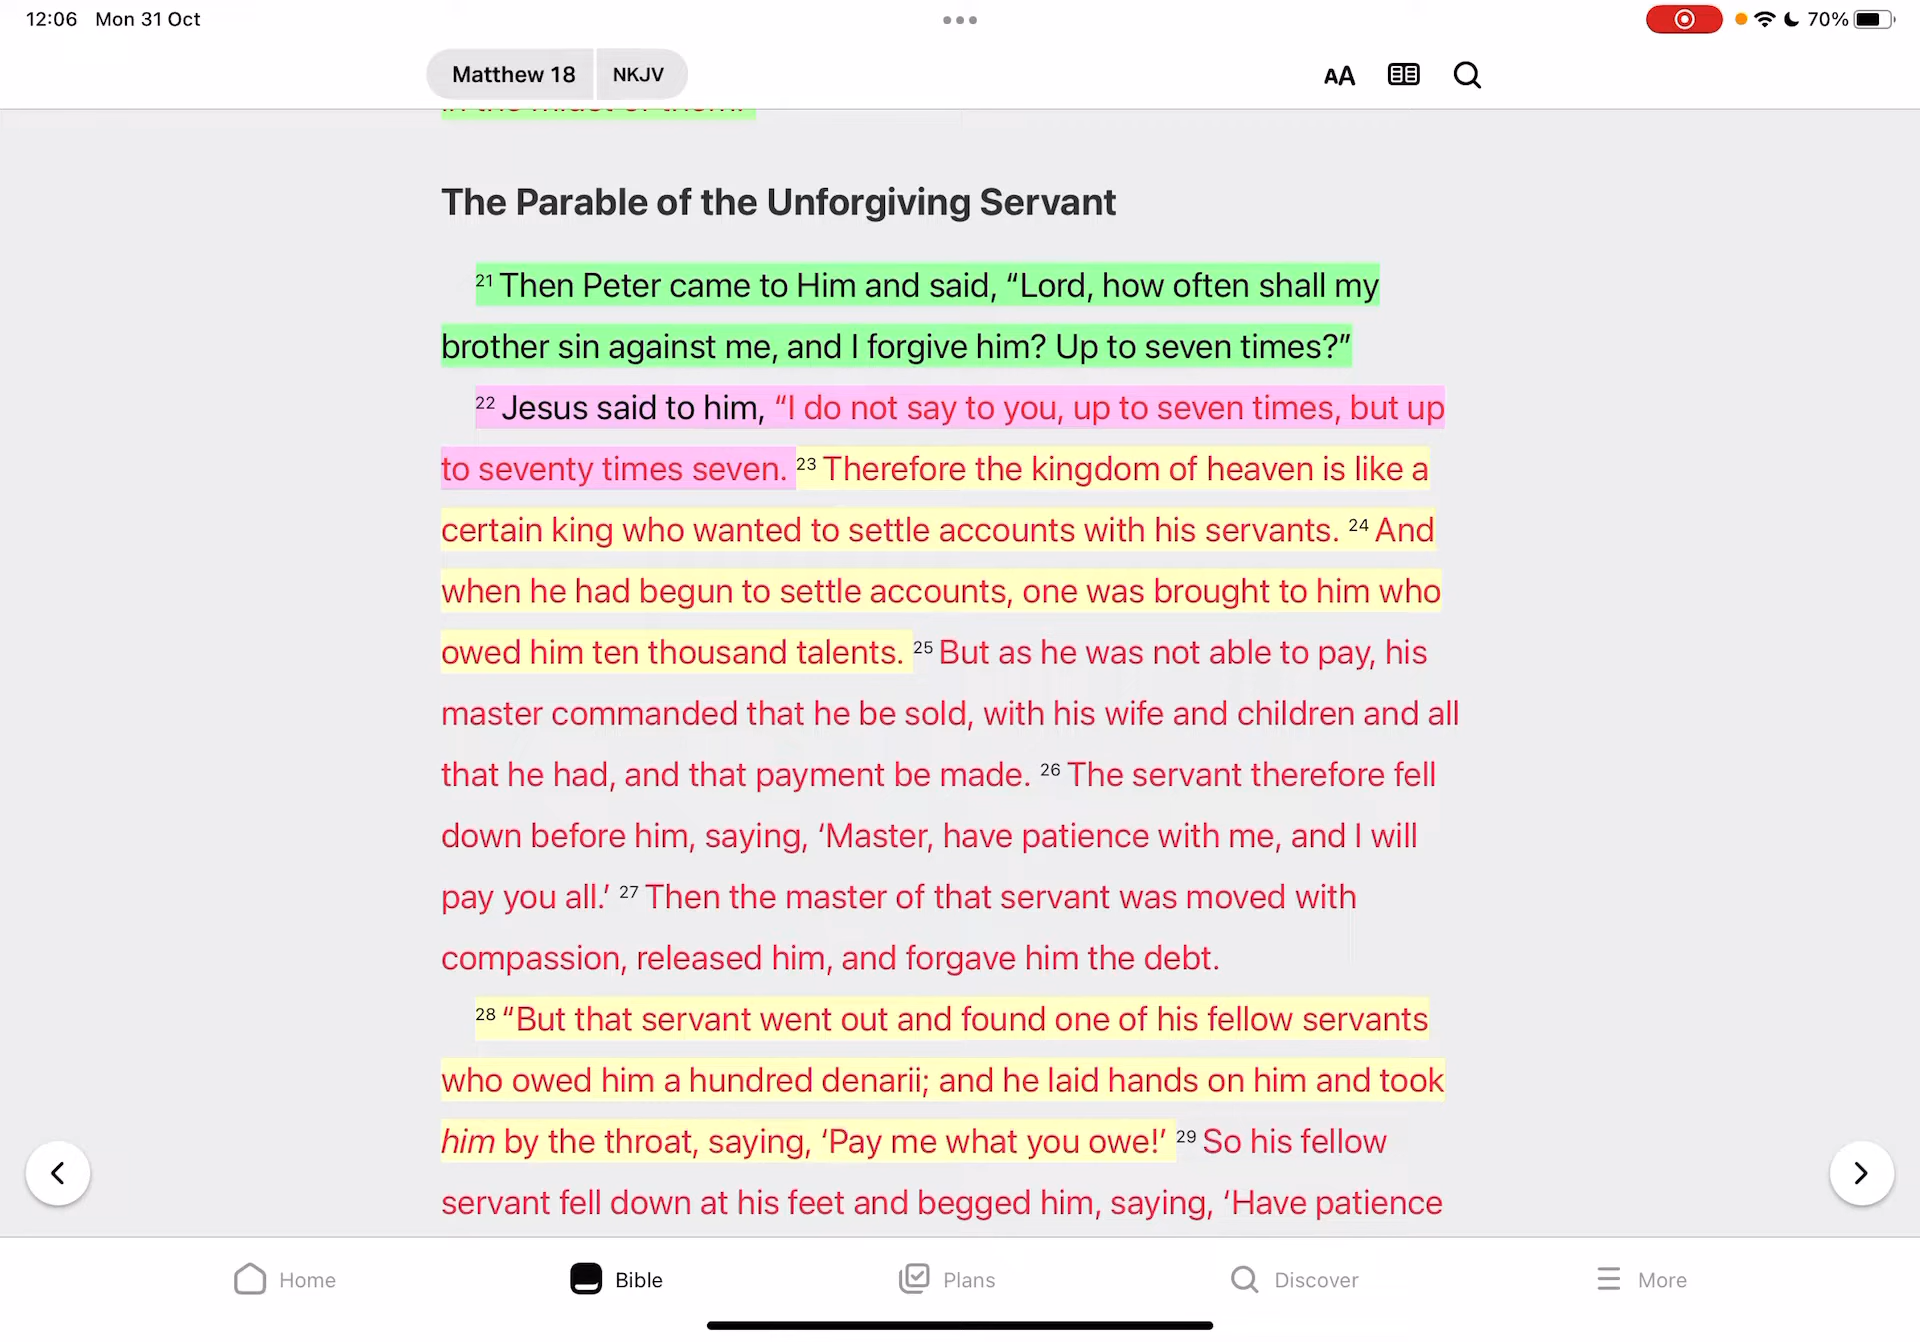 12:06 Mon 31 Oct
70%
Matthew 18 NKJV
AA
in the midst of them."
The Parable of the Unforgiving Servant
21 Then Peter came to Him and said, “Lord, how often shall my
brother sin against me, and I forgive him? Up to seven times?”
22 Jesus said to him, “I do not say to you, up to seven times, but up
to seventy times seven. 23 Therefore the kingdom of heaven is like a
certain king who wanted to settle accounts with his servants. 24 And
when he had begun to settle accounts, one was brought to him who
owed him ten thousand talents. 25 But as he was not able to pay, his
master commanded that he be sold, with his wife and children and all
that he had, and that payment be made. 26 The servant therefore fell
down before him, saying, ‘Master, have patience with me, and I will
pay you all.’ 27 Then the master of that servant was moved with
compassion, released him, and forgave him the debt.
28 “But that servant went out and found one of his fellow servants
who owed him a hundred denarii; and he laid hands on him and took
him by the throat, saying, ‘Pay me what you owe!’ 29 So his fellow
servant fell down at his feet and begged him, saying, ‘Have patience
Home Bible Plans Discover More